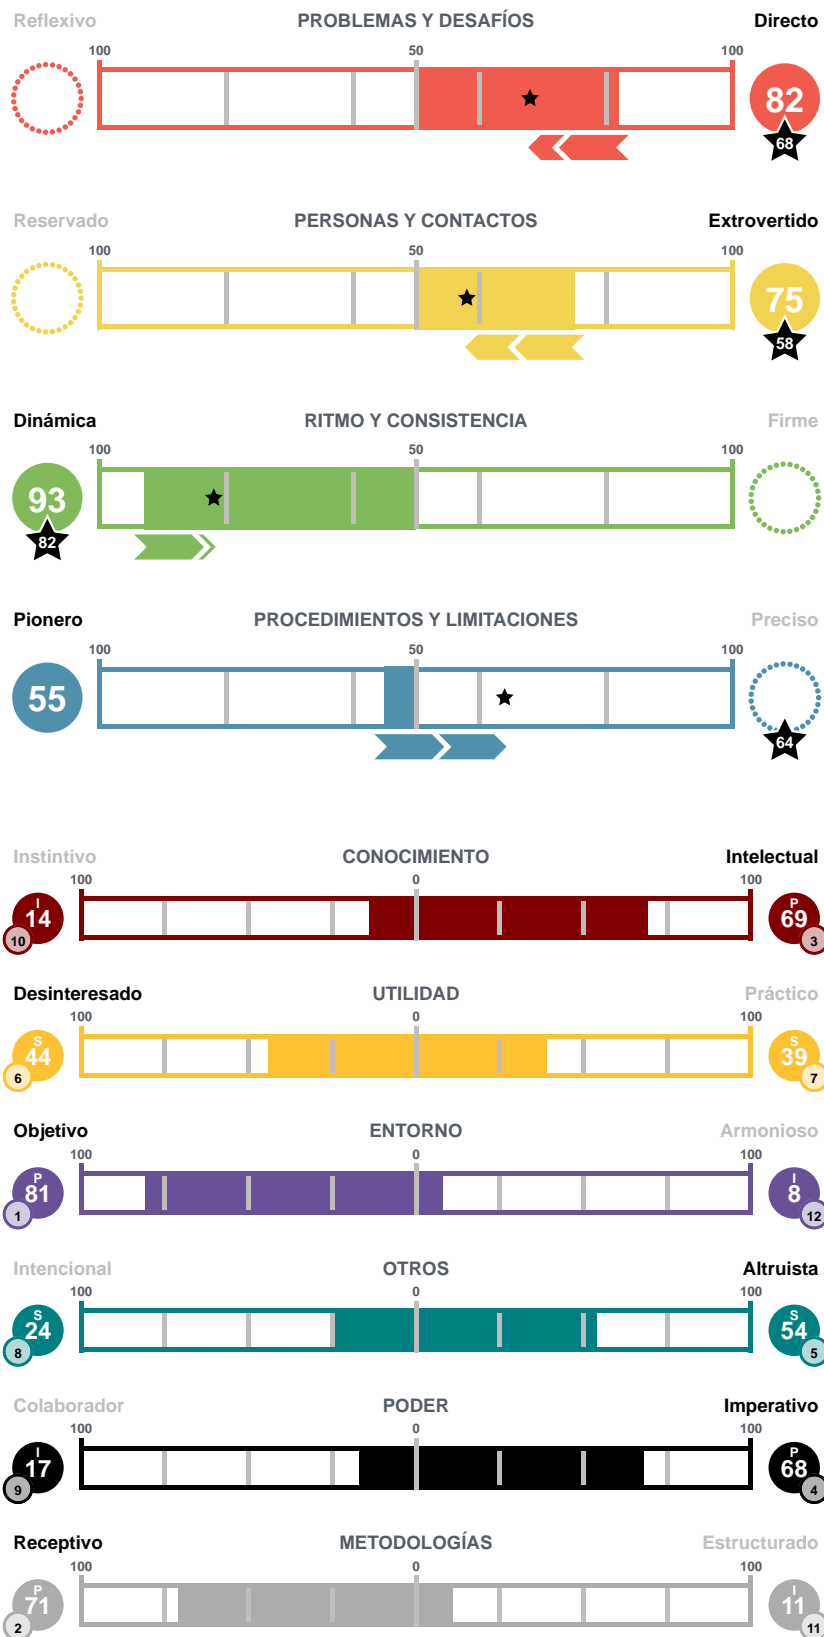 Reflexivo PROBLEMAS Y DESAFÍOS Directo
100 50 100
82
68
Reservado PERSONAS Y CONTACTOS Extrovertido
100 50 100
75
58
Dinámica RITMO Y CONSISTENCIA Firme
100 50 100
93
82
Pionero PROCEDIMIENTOS Y LIMITACIONES Preciso
100 50 100
55
64
Instintivo CONOCIMIENTO Intelectual
100 0 100
I P
14 69
10 3
Desinteresado UTILIDAD Práctico
100 0 100
S S
44 39
6 7
Objetivo ENTORNO Armonioso
100 0 100
P I
81 8
1 12
Intencional OTROS Altruista
100 0 100
S S
24 54
8 5
Colaborador PODER Imperativo
100 0 100
I P
17 68
9 4
Receptivo METODOLOGÍAS Estructurado
100 0 100
P I
71 11
2 11